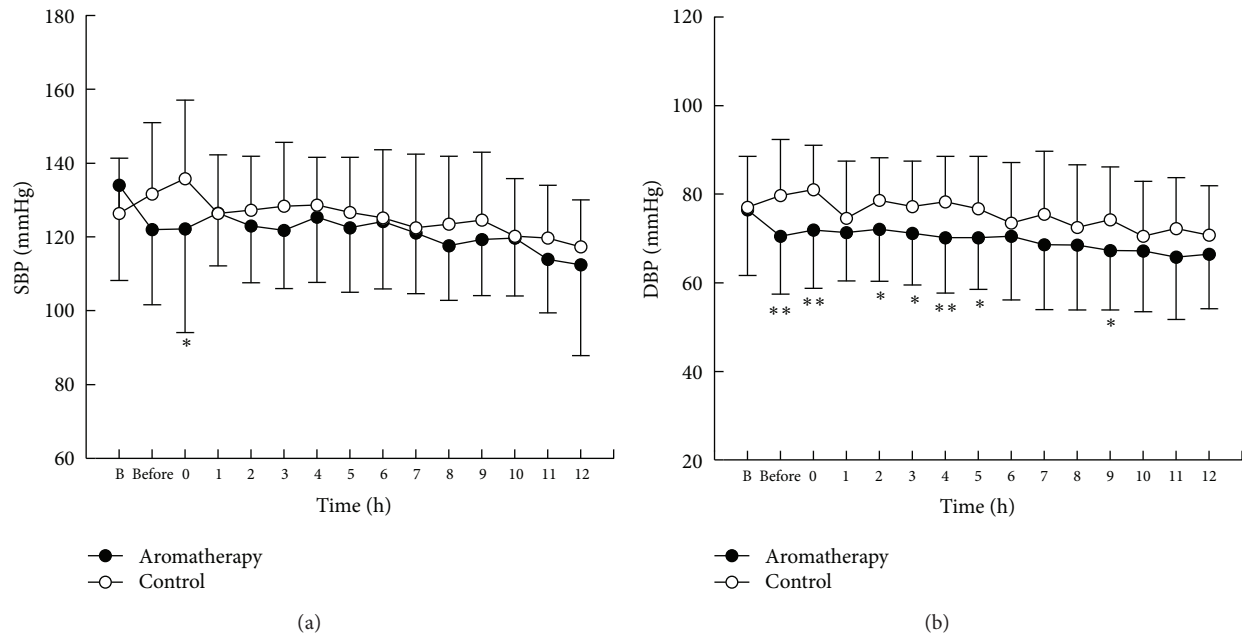 180
160
140
120
100
80
60
SBP (mmHg)
*
B Before 0 1 2 3 4 5 6 7 8 9 10 11 12
Time (h)
Aromatherapy
Control
(a)
120
100
80
60
40
20
DBP (mmHg)
** ** * * ** * *
B Before 0 1 2 3 4 5 6 7 8 9 10 11 12
Time (h)
Aromatherapy
Control
(b)